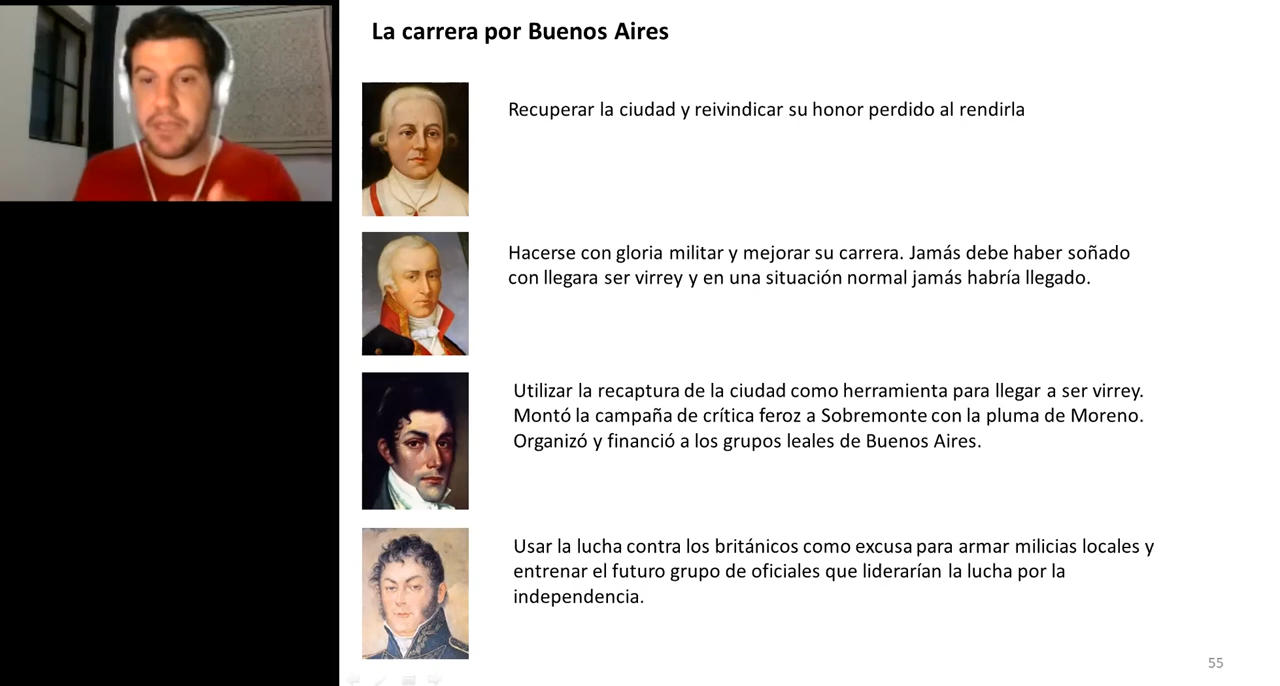 La carrera por Buenos Aires
Recuperar la ciudad y reivindicar su honor perdido al rendirla
Hacerse con gloria militar y mejorar su carrera. Jamás debe haber soñado
con llegara ser virrey y en una situación normal jamás habría llegado.
Utilizar la recaptura de la ciudad como herramienta para llegar a ser virrey.
Montó la campaña de crítica feroz a Sobremonte con la pluma de Moreno.
Organizó y financió a los grupos leales de Buenos Aires.
Usar la lucha contra los británicos como excusa para armar milicias locales y
entrenar el futuro grupo de oficiales que liderarían la lucha por la
independencia.
55